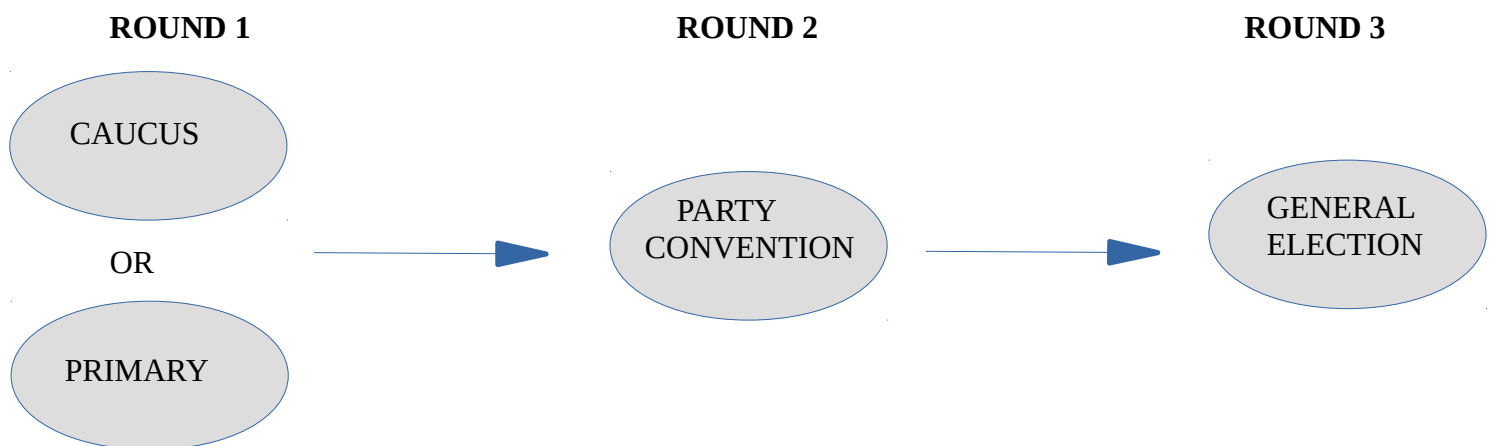 ROUND 1
CAUCUS
OR
PRIMARY
ROUND 2
PARTY
CONVENTION
ROUND 3
GENERAL
ELECTION